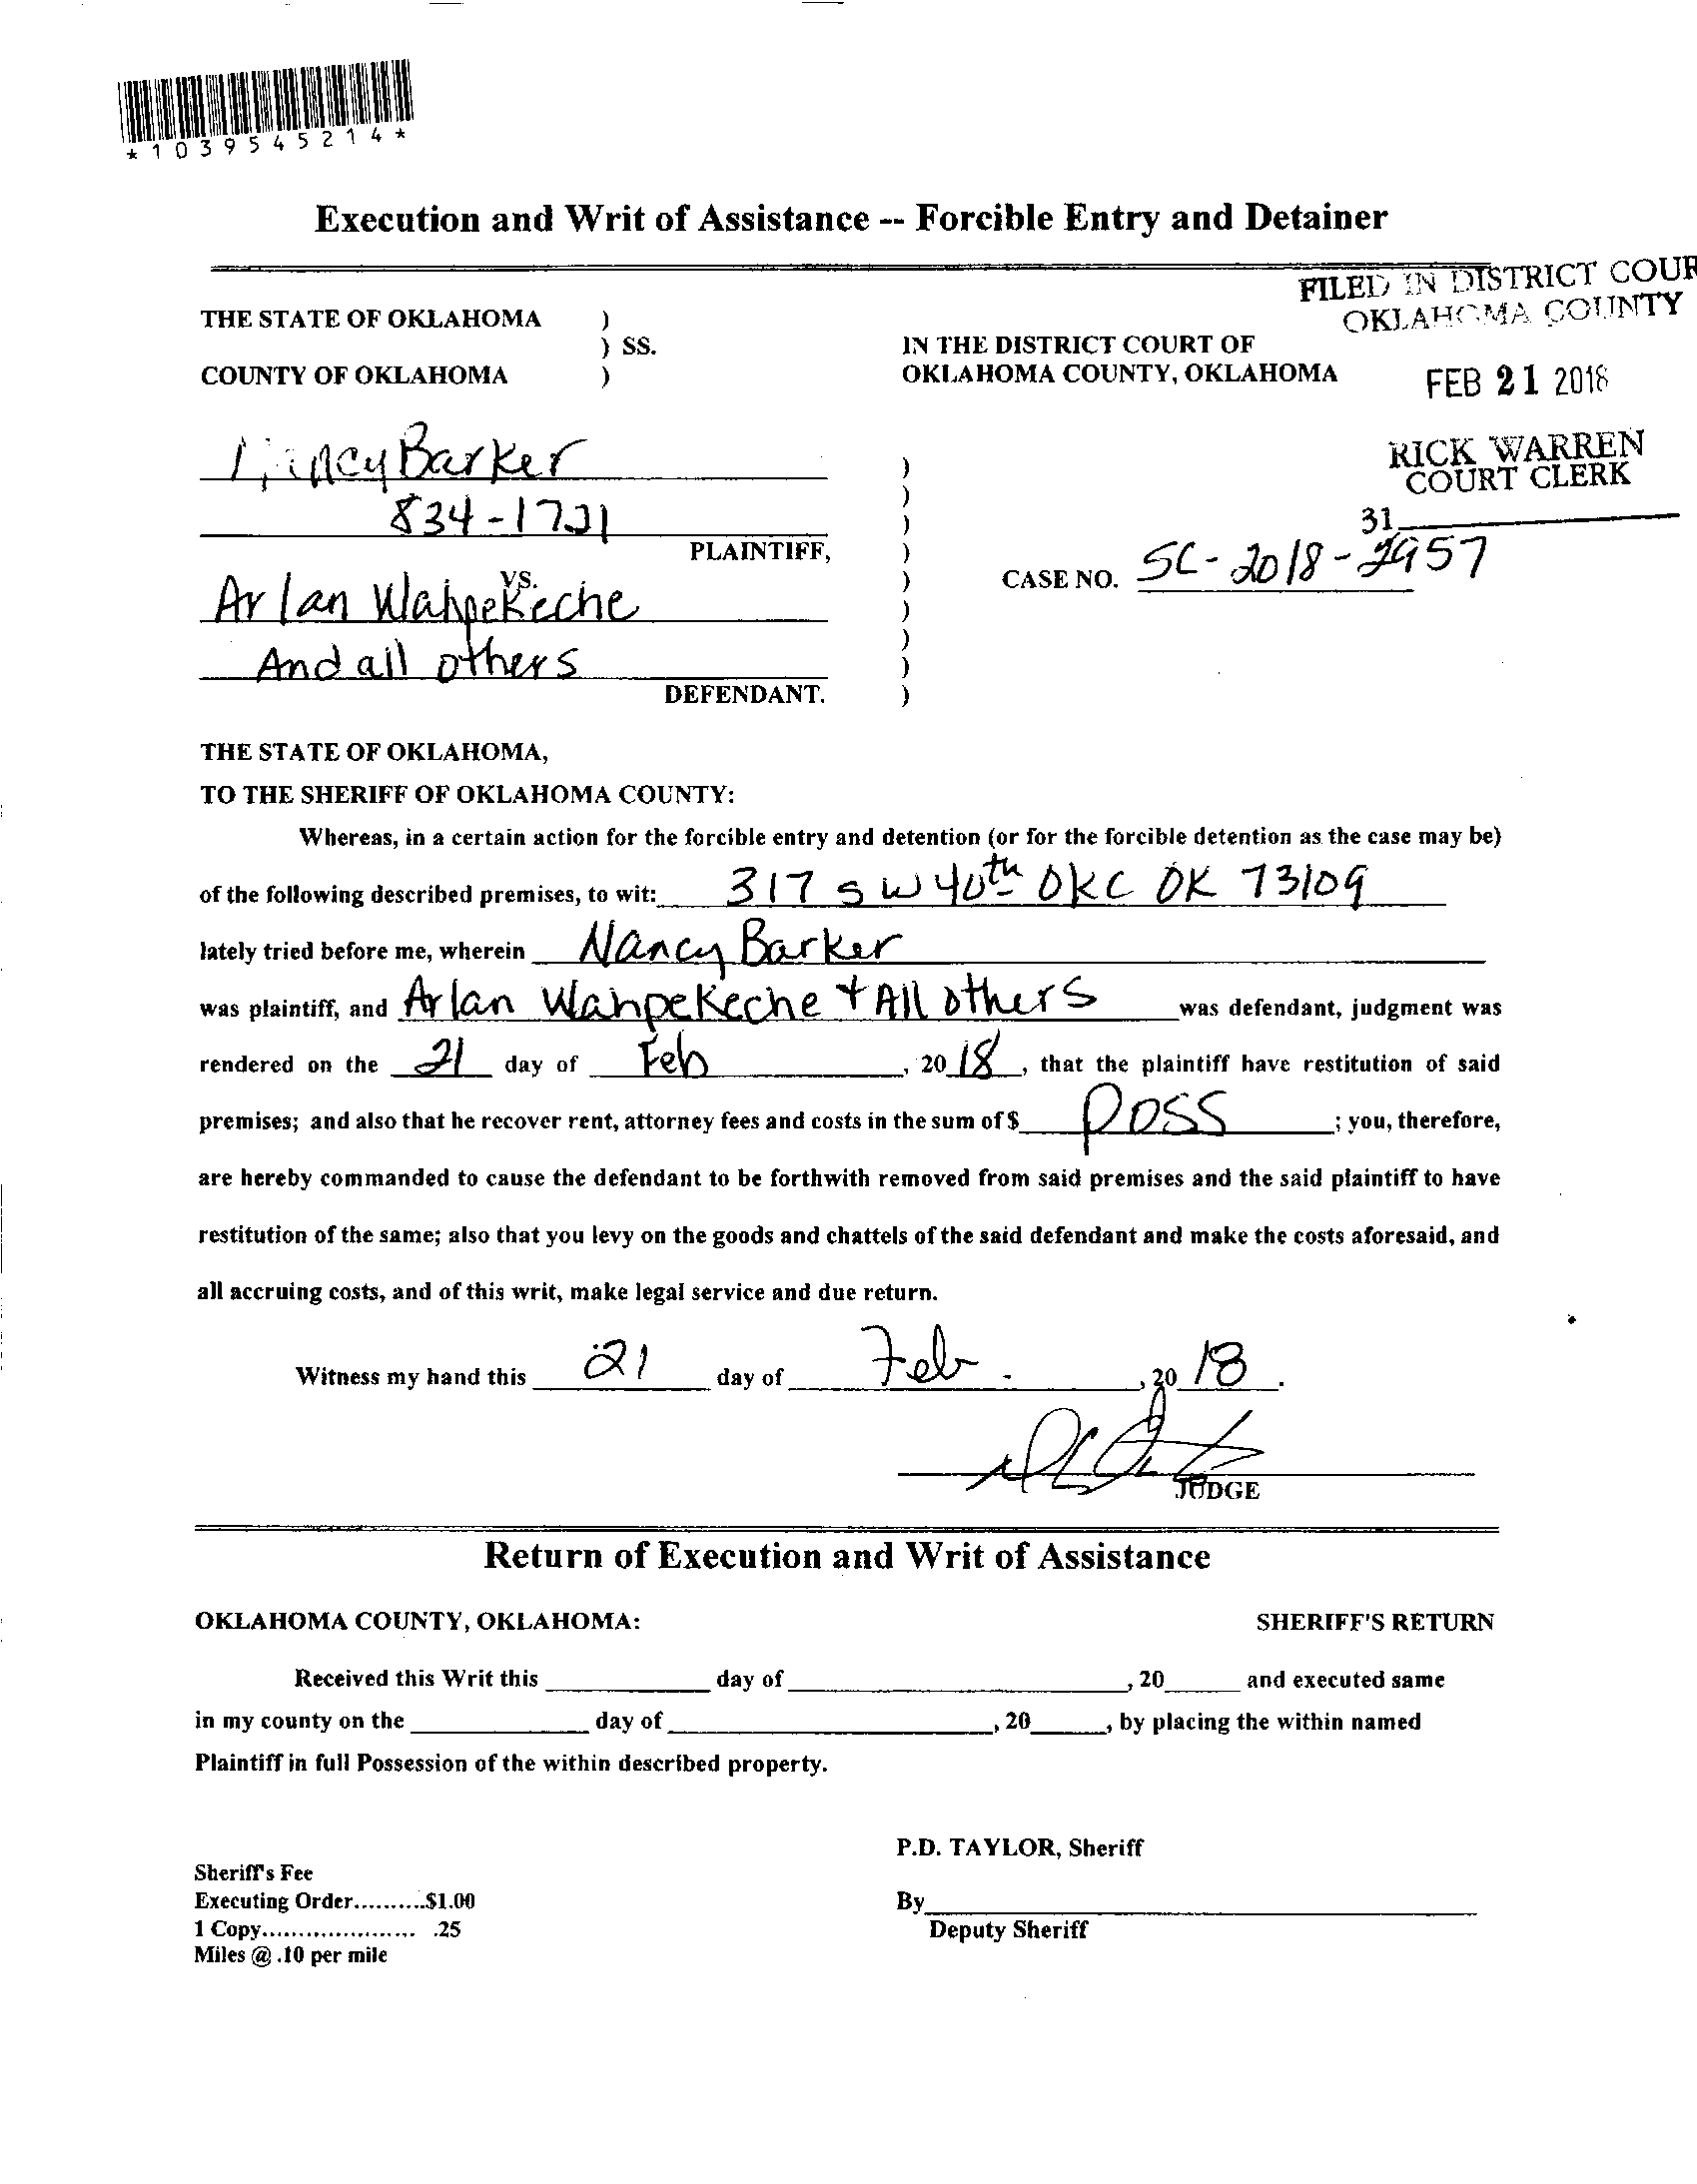 *1039545214*
Execution and Writ of Assistance -- Forcible Entry and Detainer
FILED IN DISTRICT COUR
OKLAHOMA COUNTY
FEB 21 2018
RICK WARREN
COURT CLERK
31
THE STATE OF OKLAHOMA )
) SS.
COUNTY OF OKLAHOMA )
IN THE DISTRICT COURT OF
OKLAHOMA COUNTY, OKLAHOMA
Nancy Barker )
)
834-1721 )
PLAINTIFF, )
VS. )
CASE NO. SC-2018-2957
Arlan Wahpekeche )
)
And all others )
DEFENDANT. )
THE STATE OF OKLAHOMA,
TO THE SHERIFF OF OKLAHOMA COUNTY:
Whereas, in a certain action for the forcible entry and detention (or for the forcible detention as the case may be)
of the following described premises, to wit: 317 SW 40th OKC OK 73109
lately tried before me, wherein Nancy Barker
was plaintiff, and Arlan Wahpekeche + All others was defendant, judgment was
rendered on the 21 day of Feb, 2018, that the plaintiff have restitution of said
premises; and also that he recover rent, attorney fees and costs in the sum of $ poss; you, therefore,
are hereby commanded to cause the defendant to be forthwith removed from said premises and the said plaintiff to have
restitution of the same; also that you levy on the goods and chattels of the said defendant and make the costs aforesaid, and
all accruing costs, and of this writ, make legal service and due return.
Witness my hand this 21 day of Feb., 2018.
JUDGE
Return of Execution and Writ of Assistance
OKLAHOMA COUNTY, OKLAHOMA: SHERIFF'S RETURN
Received this Writ this ____ day of ____, 20____ and executed same
in my county on the ____ day of ____, 20____, by placing the within named
Plaintiff in full Possession of the within described property.
P.D. TAYLOR, Sheriff
Sheriff's Fee
Executing Order..........$1.00
By____
1 Copy..................... .25
Deputy Sheriff
Miles @ .10 per mile